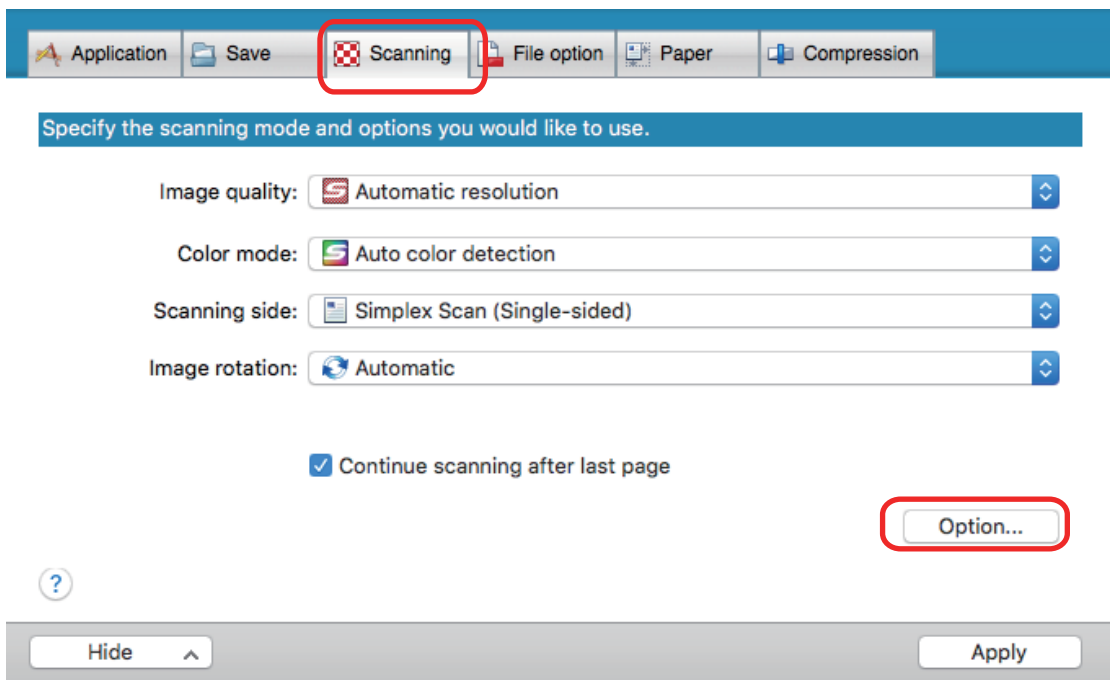 Application Save Scanning File option Paper Compression
Specify the scanning mode and options you would like to use.
Image quality: Automatic resolution
Color mode: Auto color detection
Scanning side: Simplex Scan (Single-sided)
Image rotation: Automatic
Continue scanning after last page
Option...
?
Hide Apply